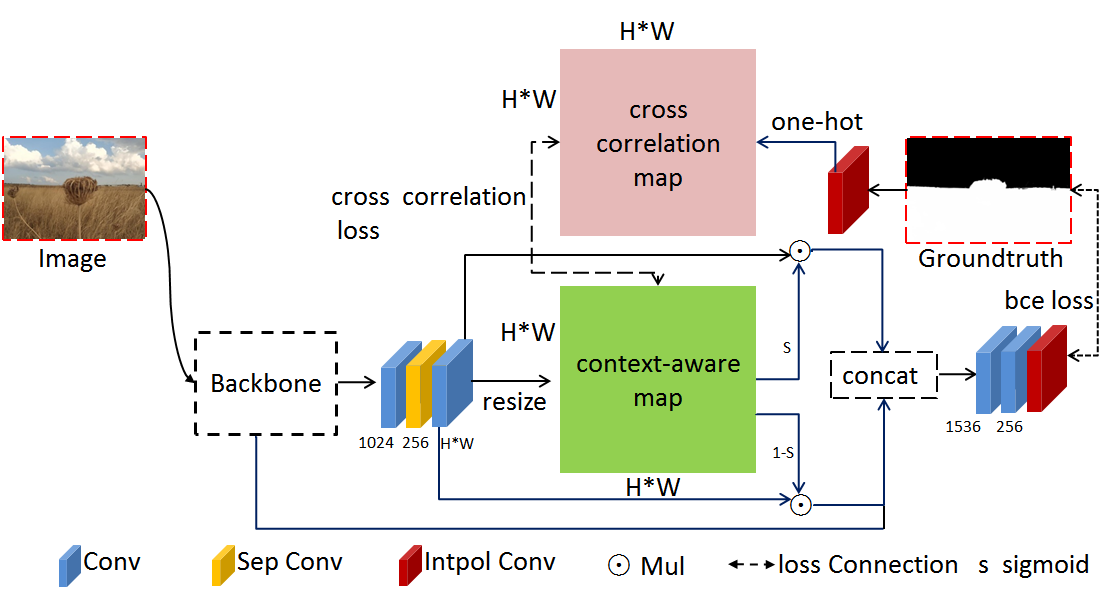 H*W
H*W
cross
correlation
map
one-hot
cross correlation
loss
Image
Groundtruth
bce loss
H*W
context-aware
map
S
Backbone
resize
concat
1024 256 H*W
1536 256
1-S
H*W
Conv
Sep Conv
Intpol Conv
Mul
loss Connection
s sigmoid